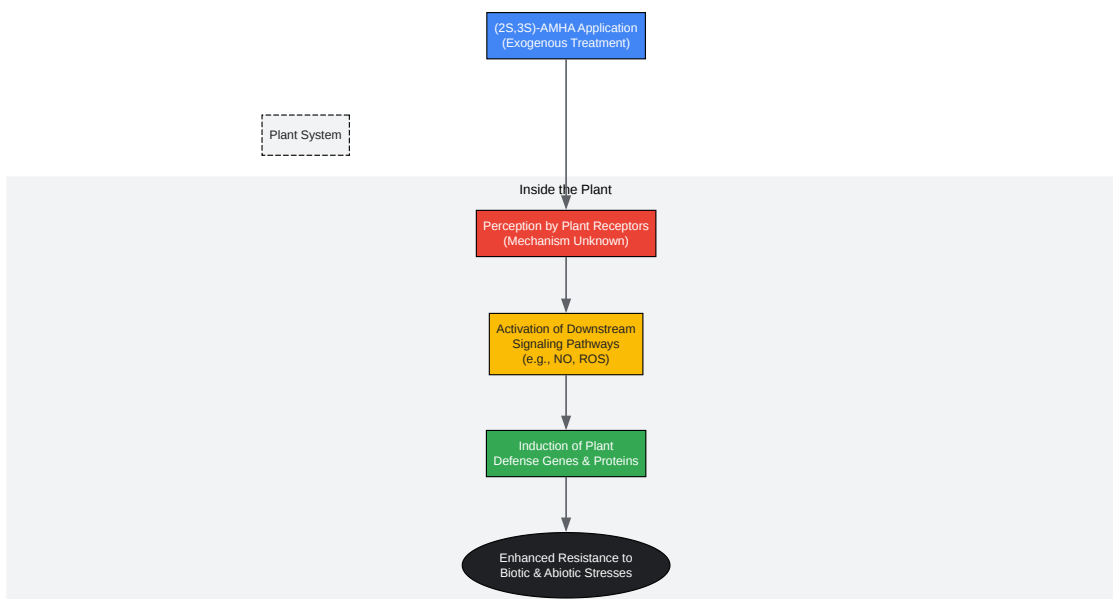 (2S,3S)-AMHA Application
(Exogenous Treatment)
Plant System
Inside the Plant
Perception by Plant Receptors
(Mechanism Unknown)
Activation of Downstream
Signaling Pathways
(e.g., NO, ROS)
Induction of Plant
Defense Genes & Proteins
Enhanced Resistance to
Biotic & Abiotic Stresses